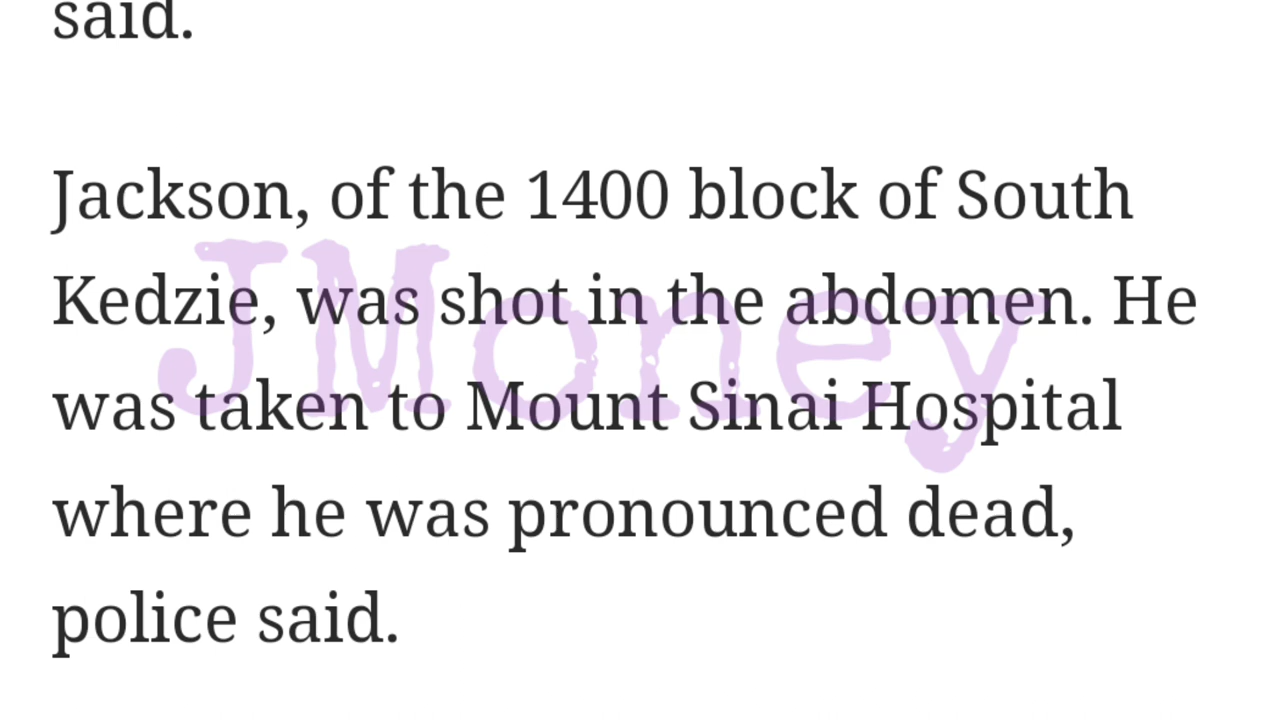 said.
Jackson, of the 1400 block of South
Kedzie, was shot in the abdomen. He
was taken to Mount Sinai Hospital
where he was pronounced dead,
police said.
JMoney